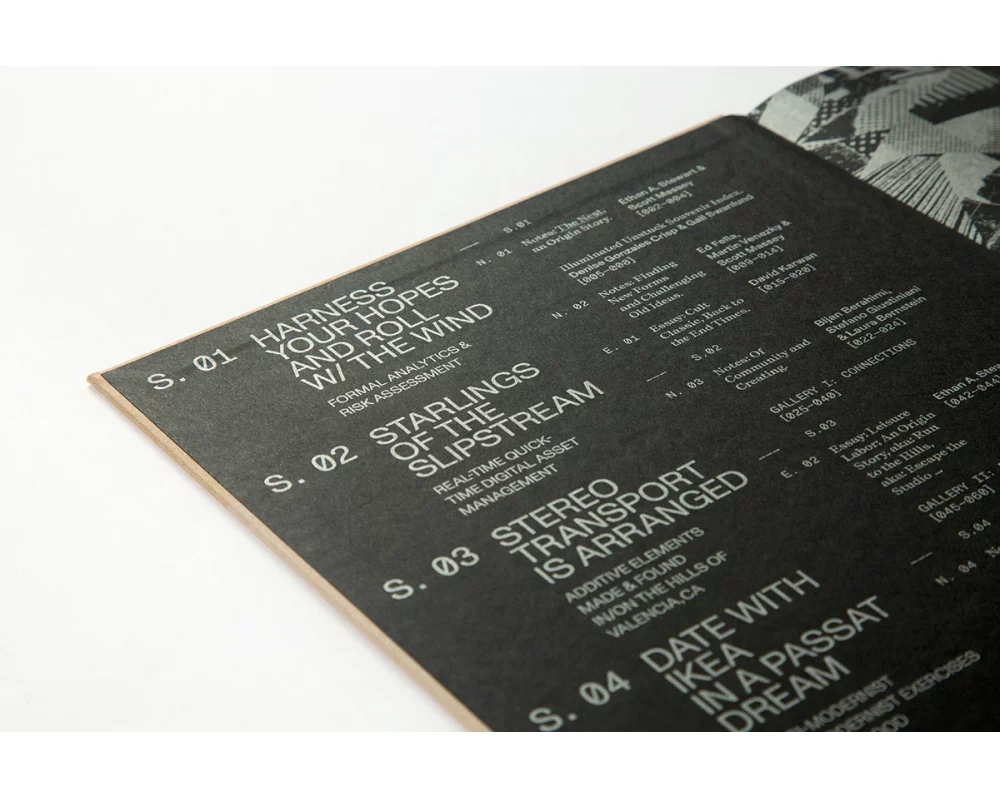 S. 01
HARNESS
YOUR HOPES
AND ROLL
W/ THE WIND
FORMAL ANALYTICS &
RISK ASSESSMENT
S. 02
STARLINGS
OF THE
SLIPSTREAM
REAL-TIME QUICK-
TIME DIGITAL ASSET
MANAGEMENT
S. 03
STEREO
TRANSPORT
IS ARRANGED
ADDITIVE ELEMENTS
MADE & FOUND
IN/ON THE HILLS OF
VALENCIA, CA
S. 04
DATE WITH
IKEA
IN A PASSAT
DREAM
— S.01
N. 01 Notes: The Nest,
an Origin Story.
Ethan A. Stewart &
Scott Massey
[002–004]
Illuminated Unstuck Souvenir Index.
Denise Gonzales Crisp & Gail Swanlund
[005–008]
N. 02 Notes: Finding
New Forms
and Challenging
Old Ideas.
Ed Fella,
Martin Venezky &
Scott Massey
[009–014]
E. 01 Essay: Cult
Classic, Back to
the End Times.
David Karwan
[015–020]
— S.02
N. 03 Notes: Of
Community and
Creating.
Bijan Berahimi,
Stefano Giustiniani
& Laura Bernstein
[022–024]
GALLERY I: CONNECTIONS
[025–040]
— S.03
E. 02 Essay: Leisure
Labor; An Origin
Story, aka: Run
to the Hills,
aka: Escape the
Studio —
Ethan A.
GALLERY II:
[045–060]
— S.04
N. 04